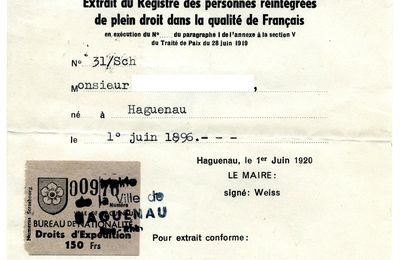 Extrait du Registre des personnes réintégrées
de plein droit dans la qualité de Français
en exécution du N°..... du paragraphe I de l'annexe à la section V
du Traité de Paix du 28 juin 1919
N° 31/Sch
Monsieur ,
né à Haguenau
le 1° juin 1896.- - -
Haguenau, le 1er Juin 1920
LE MAIRE:
signé: Weiss
Pour extrait conforme:
00976
Ville de
HAGUENAU
Numéro
BUREAU DE NATIONALITÉ
Droits d'Expédition
150 Frs
Strasbourg